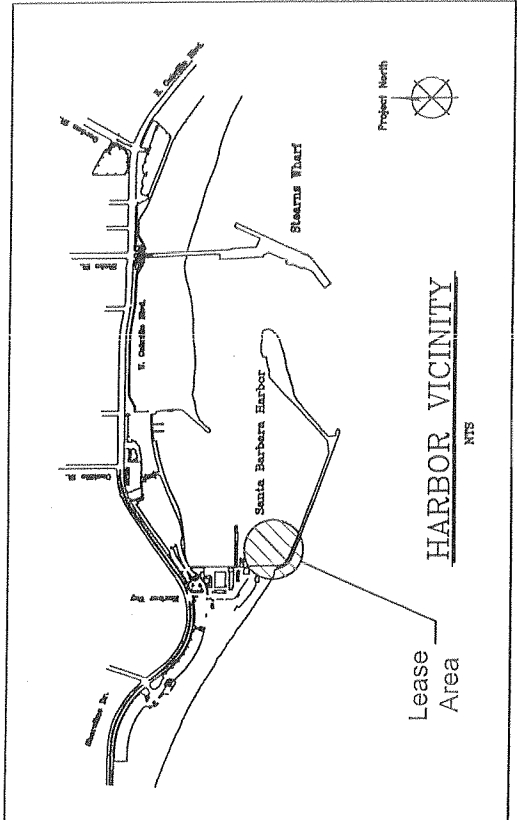 Shoreline Dr.
Harbor Way
Castillo St.
W. Cabrillo Blvd.
State St.
Garden St.
E. Cabrillo Blvd
Stearns Wharf
Santa Barbara Harbor
Project North
Lease
Area
HARBOR VICINITY
NTS